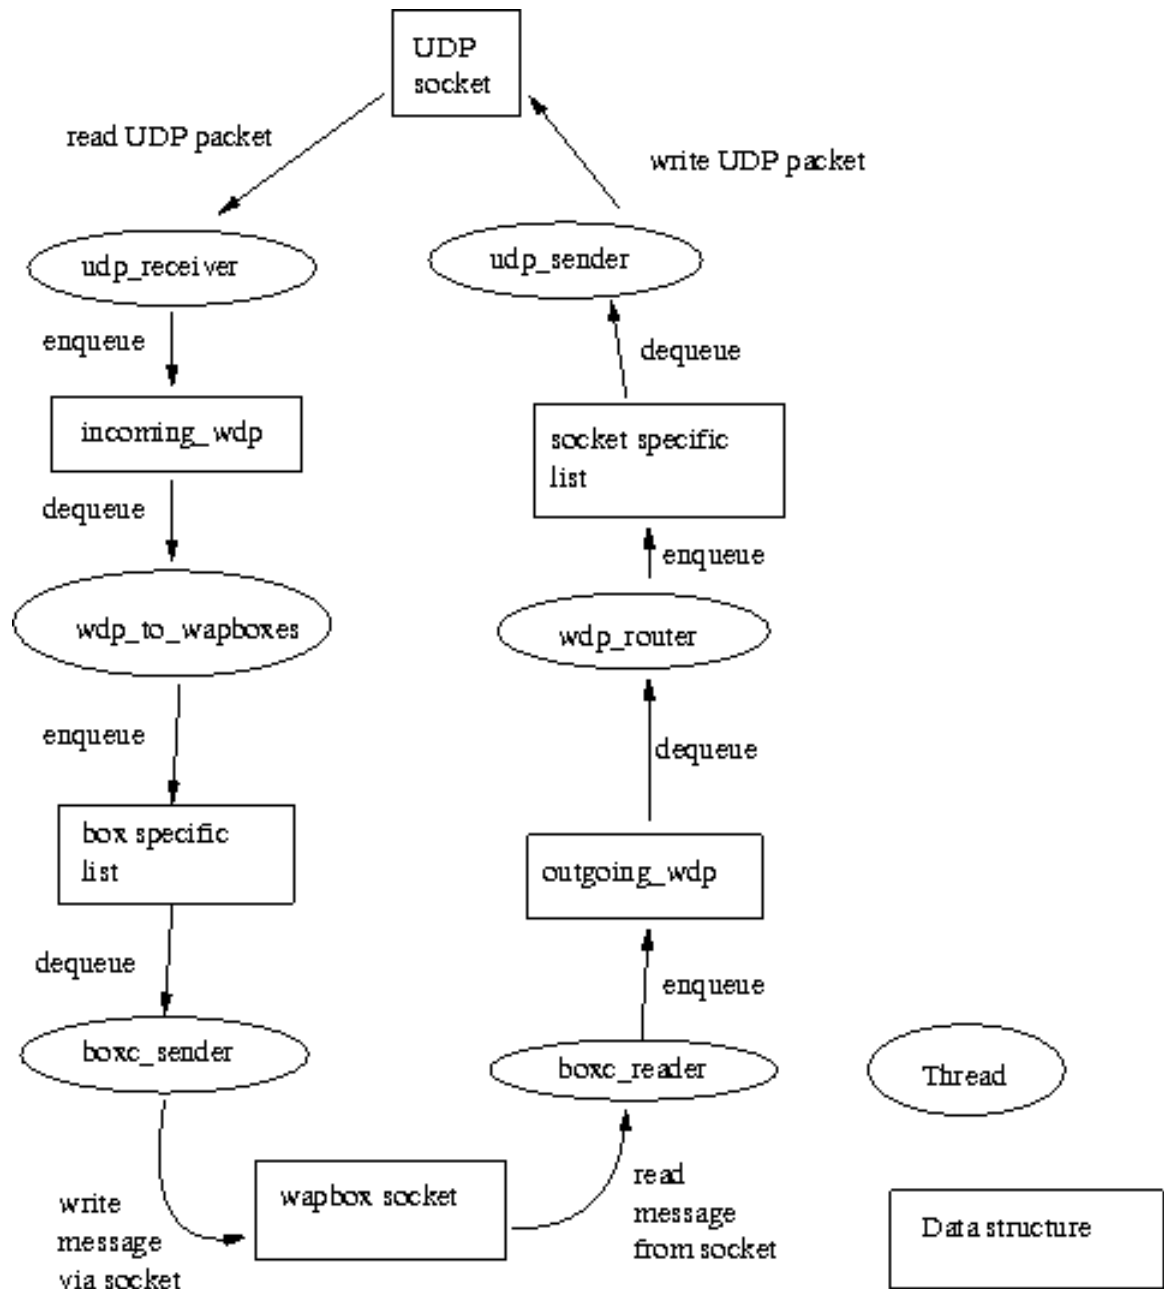 UDP
socket
read UDP packet
write UDP packet
udp_receiver
udp_sender
enqueue
dequeue
incoming_wdp
socket specific
list
dequeue
enqueue
wdp_to_wapboxes
wdp_router
enqueue
dequeue
box specific
list
outgoing_wdp
dequeue
enqueue
boxc_sender
boxc_reader
Thread
write
message
via socket
wapbox socket
read
message
from socket
Data structure